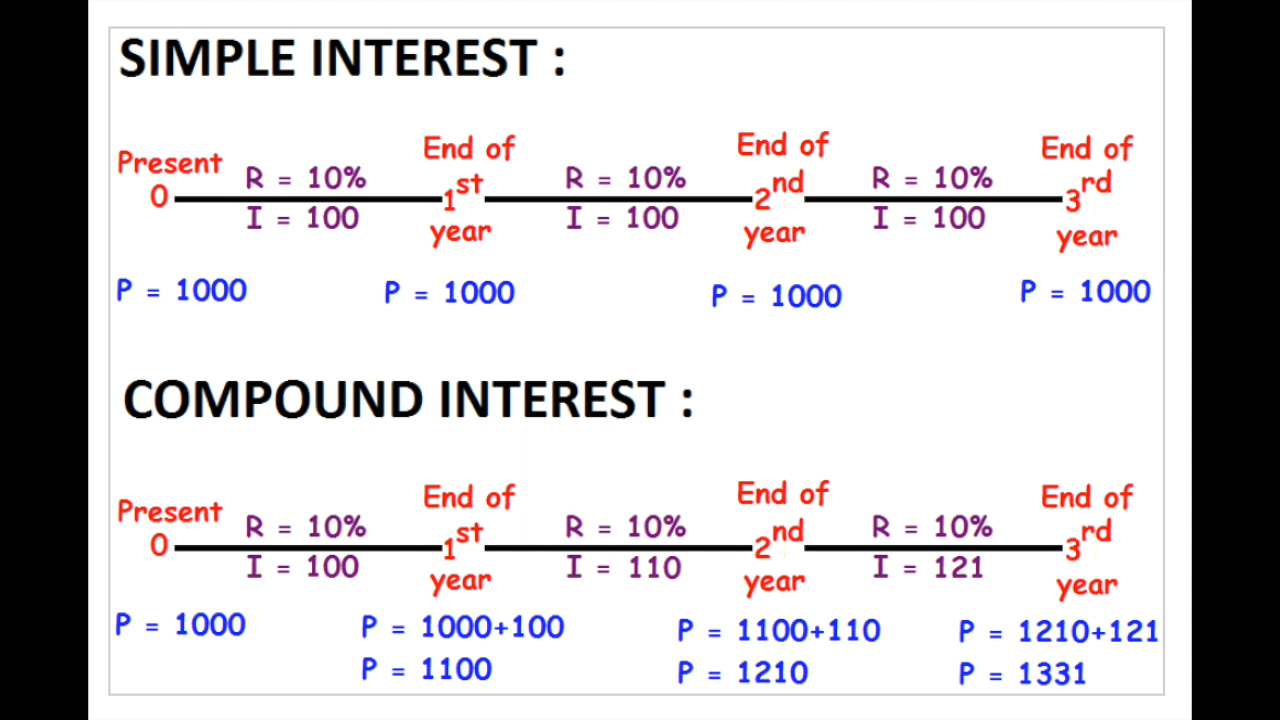 SIMPLE INTEREST :
Present
0
R = 10%
I = 100
End of
1st
year
R = 10%
I = 100
End of
2nd
year
R = 10%
I = 100
End of
3rd
year
P = 1000
P = 1000
P = 1000
P = 1000
COMPOUND INTEREST :
Present
0
R = 10%
I = 100
End of
1st
year
R = 10%
I = 110
End of
2nd
year
R = 10%
I = 121
End of
3rd
year
P = 1000
P = 1000+100
P = 1100
P = 1100+110
P = 1210
P = 1210+121
P = 1331